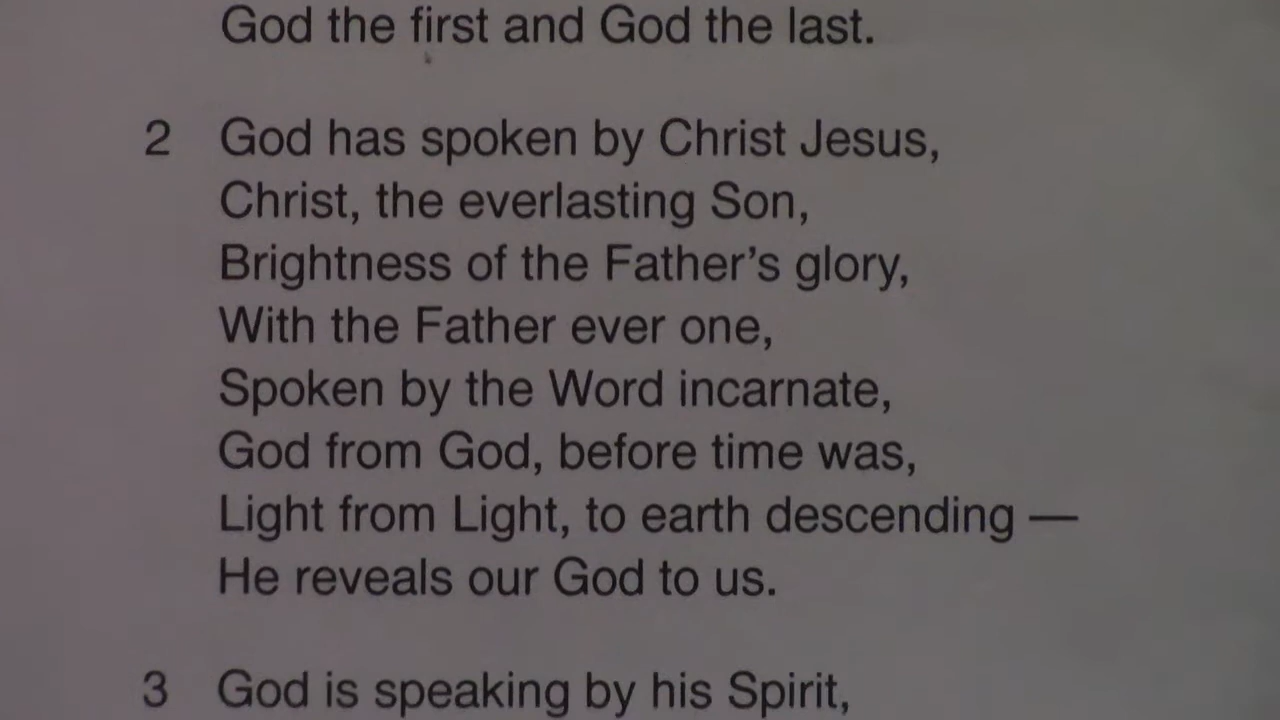 God the first and God the last.
2 God has spoken by Christ Jesus,
Christ, the everlasting Son,
Brightness of the Father’s glory,
With the Father ever one,
Spoken by the Word incarnate,
God from God, before time was,
Light from Light, to earth descending —
He reveals our God to us.
3 God is speaking by his Spirit,